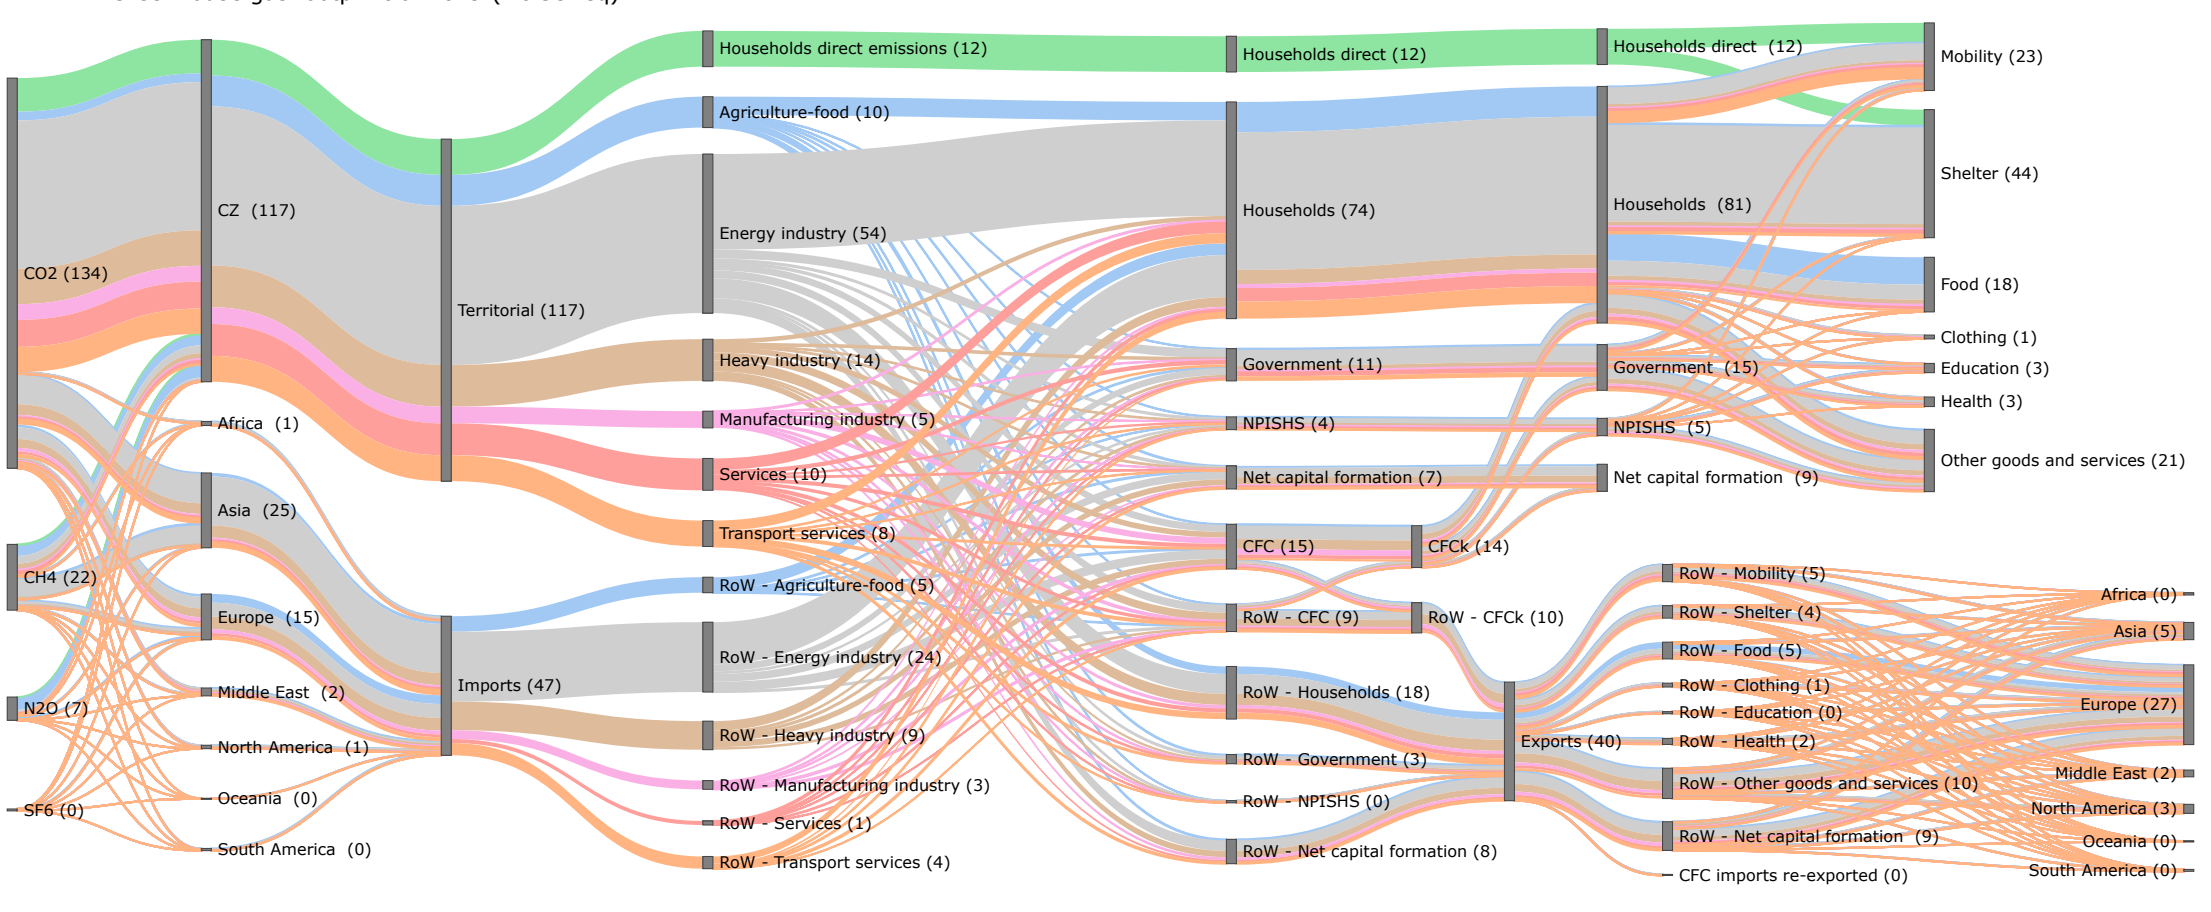 CO2 (134)
CH4 (22)
N2O (7)
SF6 (0)
CZ (117)
Africa (1)
Asia (25)
Europe (15)
Middle East (2)
North America (1)
Oceania (0)
South America (0)
Territorial (117)
Imports (47)
Households direct emissions (12)
Agriculture-food (10)
Energy industry (54)
Heavy industry (14)
Manufacturing industry (5)
Services (10)
Transport services (8)
RoW - Agriculture-food (5)
RoW - Energy industry (24)
RoW - Heavy industry (9)
RoW - Manufacturing industry (3)
RoW - Services (1)
RoW - Transport services (4)
Households direct (12)
Households (74)
Government (11)
NPISHS (4)
Net capital formation (7)
CFC (15)
RoW - CFC (9)
RoW - Households (18)
RoW - Government (3)
RoW - NPISHS (0)
RoW - Net capital formation (8)
CFCk (14)
RoW - CFCk (10)
Exports (40)
Households direct (12)
Households (81)
Government (15)
NPISHS (5)
Net capital formation (9)
RoW - Mobility (5)
RoW - Shelter (4)
RoW - Food (5)
RoW - Clothing (1)
RoW - Education (0)
RoW - Health (2)
RoW - Other goods and services (10)
RoW - Net capital formation (9)
CFC imports re-exported (0)
Mobility (23)
Shelter (44)
Food (18)
Clothing (1)
Education (3)
Health (3)
Other goods and services (21)
Africa (0)
Asia (5)
Europe (27)
Middle East (2)
North America (3)
Oceania (0)
South America (0)